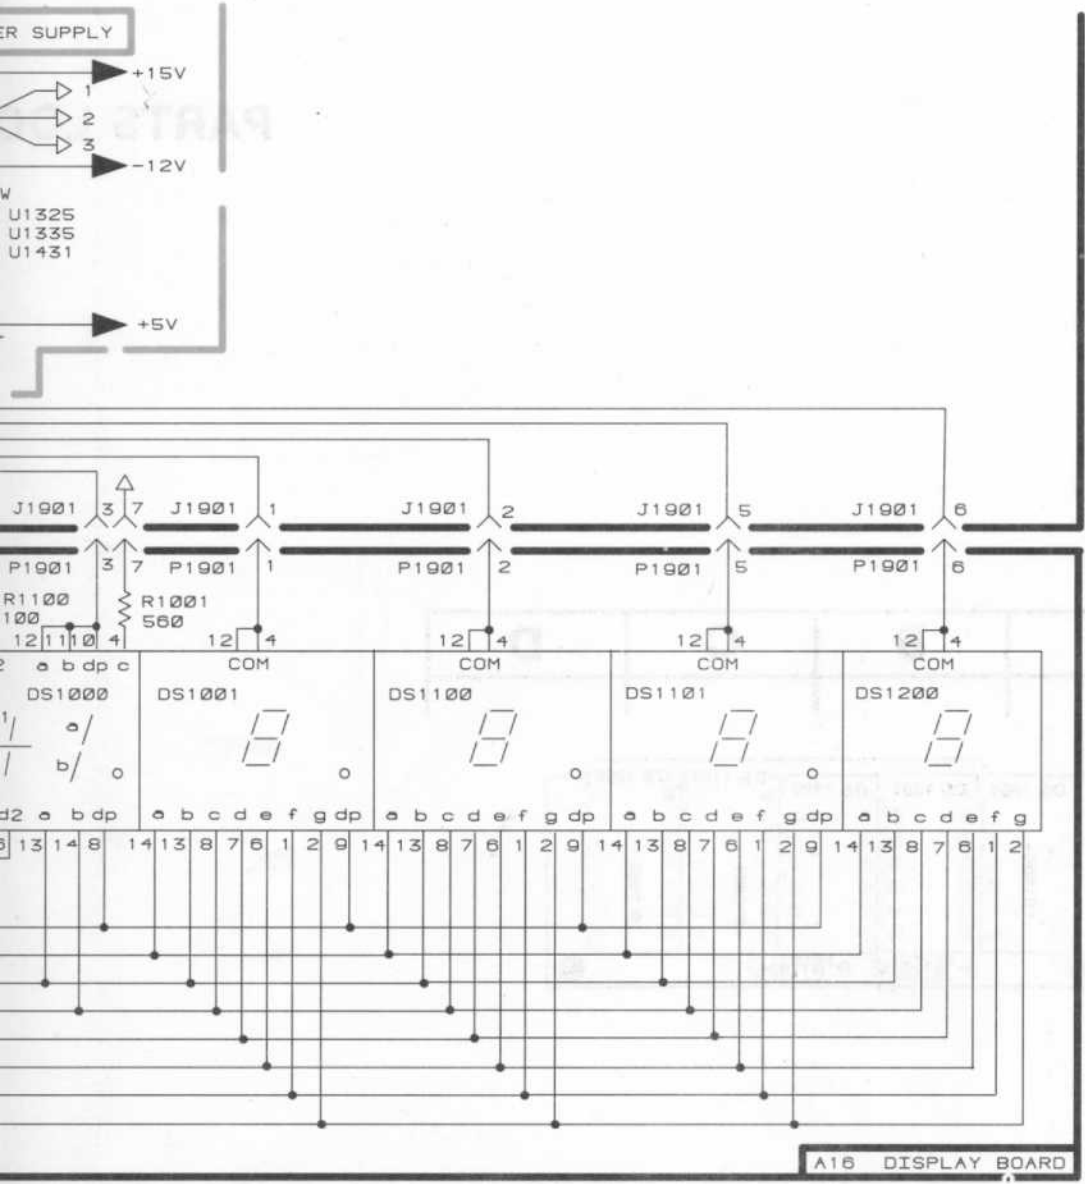 ER SUPPLY
+15V
1
2
3
-12V
W
U1325
U1335
U1431
+5V
PARTS LOC
J1901 3 7 J1901 1 J1901 2 J1901 5 J1901 6
P1901 3 7 P1901 1 P1901 2 P1901 5 P1901 6
R1100
100
R1001
560
12 11 10 4 12 4 12 4 12 4 12 4
2 a b dp c COM COM COM COM
DS1000 DS1001 DS1100 DS1101 DS1200
1 a
b
d2 a b dp a b c d e f g dp a b c d e f g dp a b c d e f g dp a b c d e f g
6 13 14 8 14 13 8 7 6 1 2 9 14 13 8 7 6 1 2 9 14 13 8 7 6 1 2 9 14 13 8 7 6 1 2
A16 DISPLAY BOARD